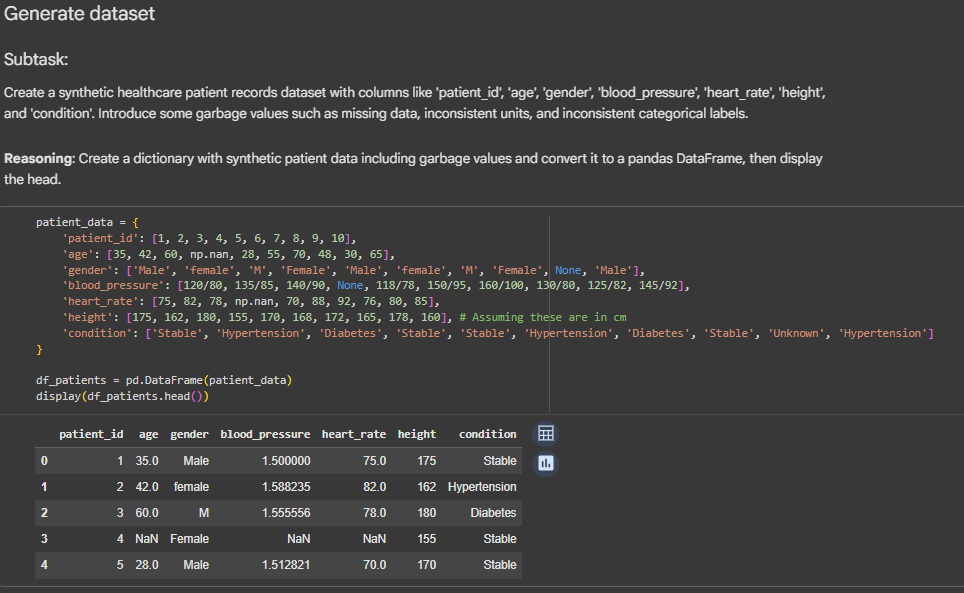 Generate dataset
Subtask:
Create a synthetic healthcare patient records dataset with columns like 'patient_id', 'age', 'gender', 'blood_pressure', 'heart_rate', 'height',
and 'condition'. Introduce some garbage values such as missing data, inconsistent units, and inconsistent categorical labels.
Reasoning: Create a dictionary with synthetic patient data including garbage values and convert it to a pandas DataFrame, then display
the head.
patient_data = {
    'patient_id': [1, 2, 3, 4, 5, 6, 7, 8, 9, 10],
    'age': [35, 42, 60, np.nan, 28, 55, 70, 48, 30, 65],
    'gender': ['Male', 'female', 'M', 'Female', 'Male', 'female', 'M', 'Female', None, 'Male'],
    'blood_pressure': [120/80, 135/85, 140/90, None, 118/78, 150/95, 160/100, 130/80, 125/82, 145/92],
    'heart_rate': [75, 82, 78, np.nan, 70, 88, 92, 76, 80, 85],
    'height': [175, 162, 180, 155, 170, 168, 172, 165, 178, 160], # Assuming these are in cm
    'condition': ['Stable', 'Hypertension', 'Diabetes', 'Stable', 'Stable', 'Hypertension', 'Diabetes', 'Stable', 'Unknown', 'Hypertension']
}
df_patients = pd.DataFrame(patient_data)
display(df_patients.head())
patient_id age gender blood_pressure heart_rate height condition
0 1 35.0 Male 1.500000 75.0 175 Stable
1 2 42.0 female 1.588235 82.0 162 Hypertension
2 3 60.0 M 1.555556 78.0 180 Diabetes
3 4 NaN Female NaN NaN 155 Stable
4 5 28.0 Male 1.512821 70.0 170 Stable